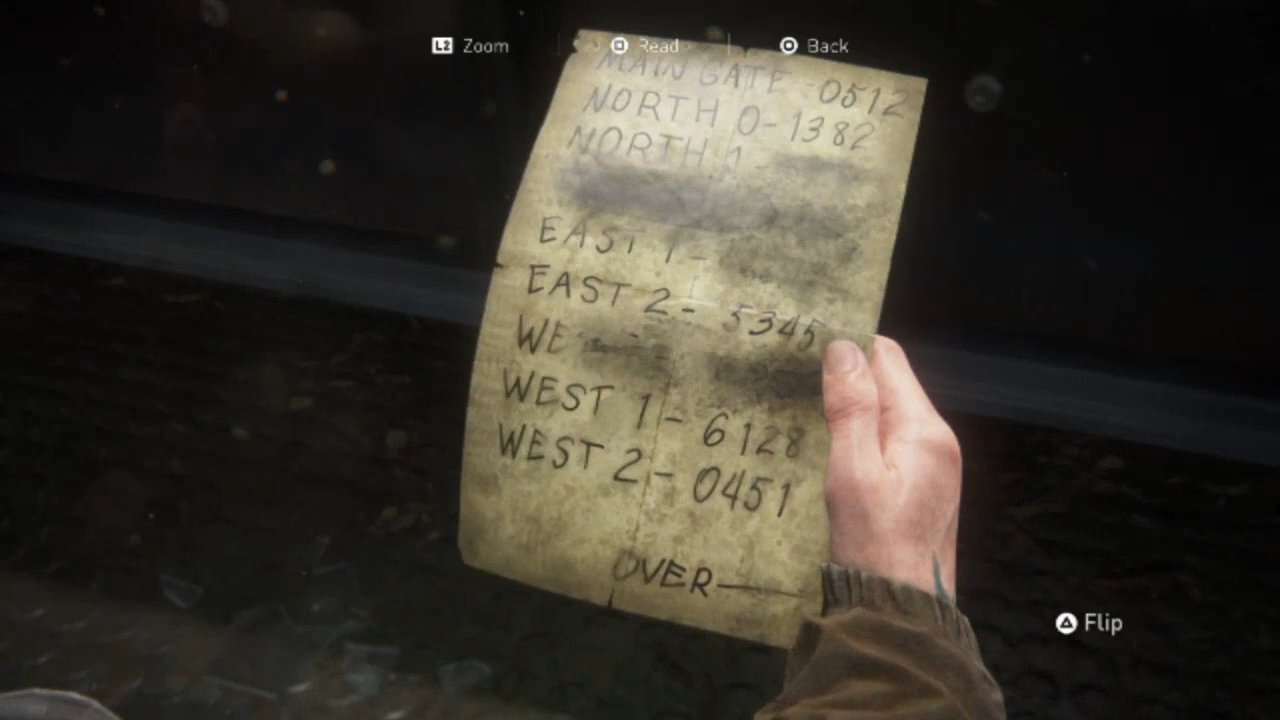 L2 Zoom Read Back
MAIN GATE 0512
NORTH 0- 1382
NORTH 1 -
EAST 1 -
EAST 2 - 5345
WE
WEST 1 - 6128
WEST 2 - 0451
OVER—
Flip